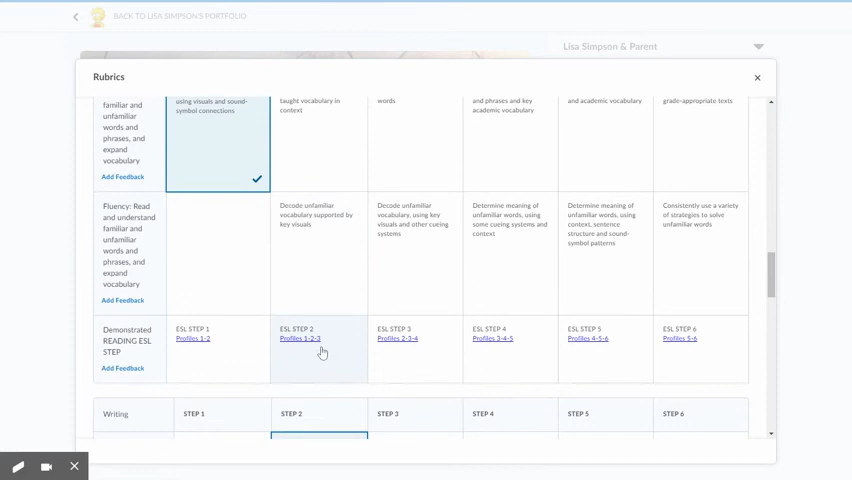 BACK TO LISA SIMPSON'S PORTFOLIO
Lisa Simpson & Parent
Rubrics
familiar and
unfamiliar
words and
phrases, and
expand
vocabulary
Add Feedback
using visuals and sound-
symbol connections
taught vocabulary in
context
words
and phrases and key
academic vocabulary
and academic vocabulary
grade-appropriate texts
Fluency: Read
and understand
familiar and
unfamiliar
words and
phrases, and
expand
vocabulary
Add Feedback
Decode unfamiliar
vocabulary supported by
key visuals
Decode unfamiliar
vocabulary, using key
visuals and other cueing
systems
Determine meaning of
unfamiliar words, using
some cueing systems and
context
Determine meaning of
unfamiliar words, using
context, sentence
structure and sound-
symbol patterns
Consistently use a variety
of strategies to solve
unfamiliar words
Demonstrated
READING ESL
STEP
Add Feedback
ESL STEP 1
Profiles 1-2
ESL STEP 2
Profiles 1-2-3
ESL STEP 3
Profiles 2-3-4
ESL STEP 4
Profiles 3-4-5
ESL STEP 5
Profiles 4-5-6
ESL STEP 6
Profiles 5-6
Writing
STEP 1
STEP 2
STEP 3
STEP 4
STEP 5
STEP 6